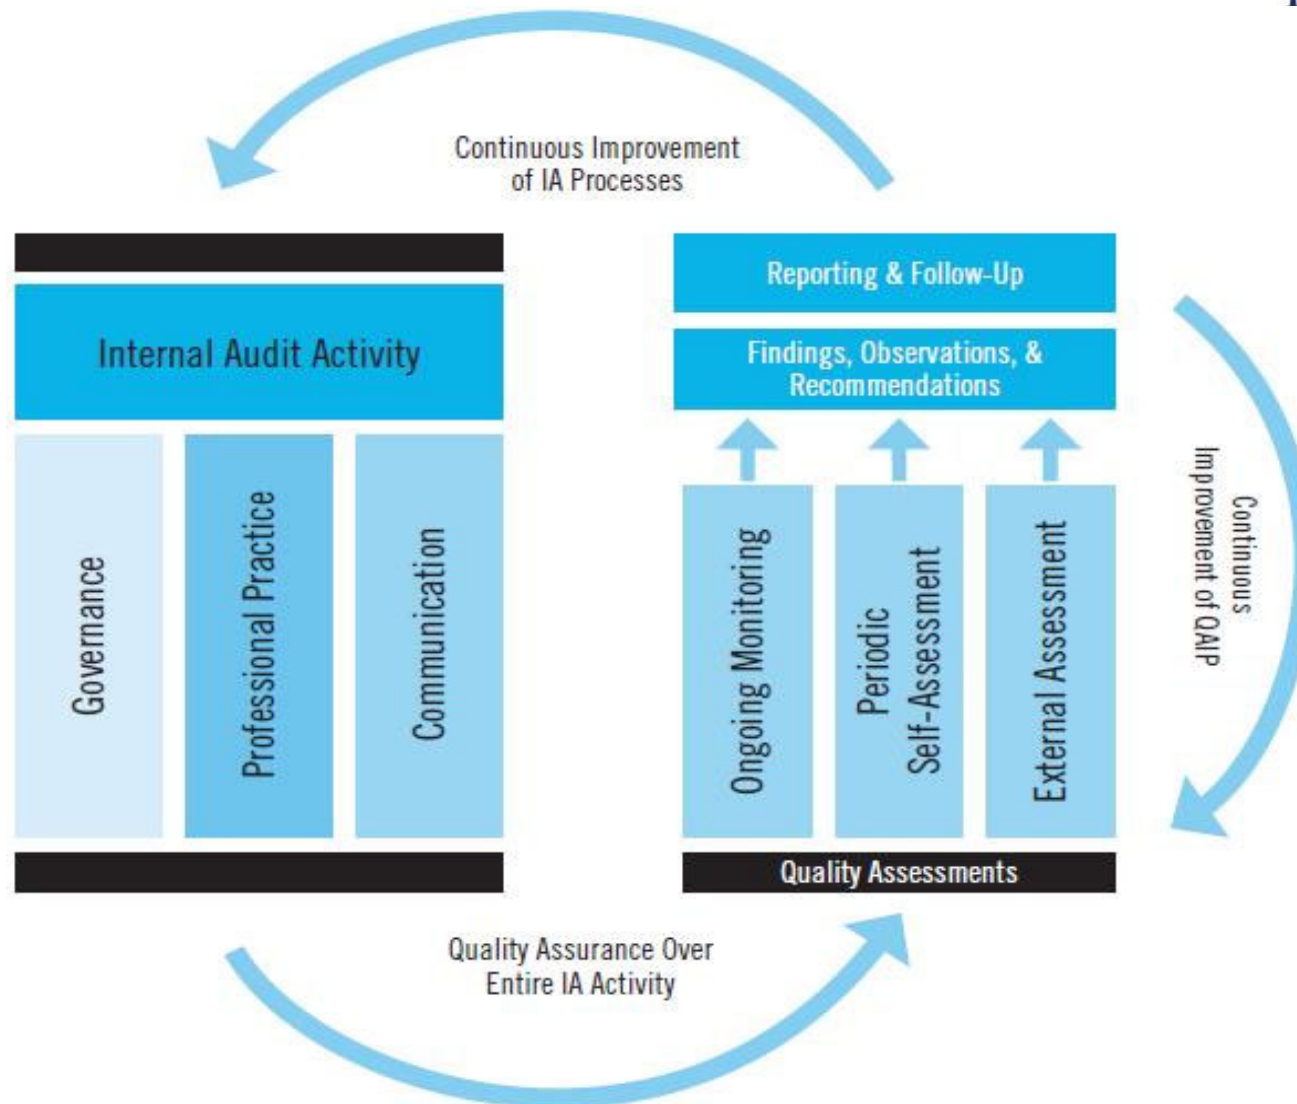 Continuous Improvement
of IA Processes
Internal Audit Activity
Governance
Professional Practice
Communication
Reporting & Follow-Up
Findings, Observations, &
Recommendations
Ongoing Monitoring
Periodic
Self-Assessment
External Assessment
Quality Assessments
Continuous
Improvement of QAIP
Quality Assurance Over
Entire IA Activity